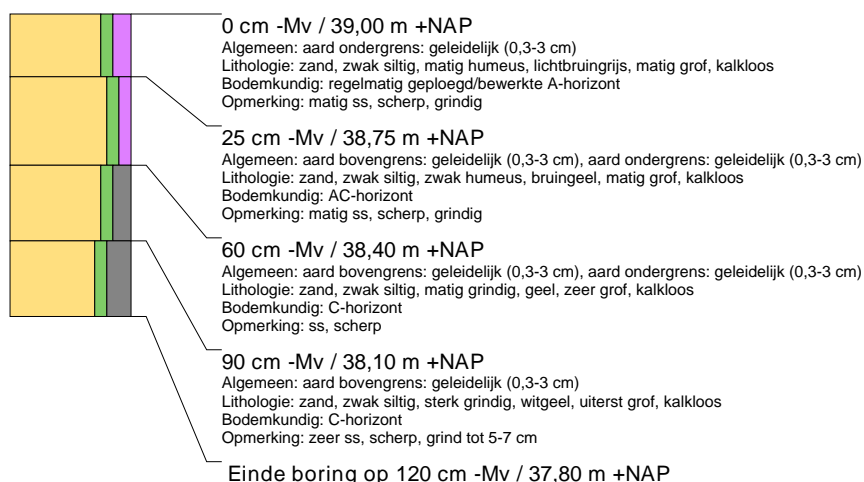 0 cm -Mv / 39,00 m +NAP
Algemeen: aard ondergrens: geleidelijk (0,3-3 cm)
Lithologie: zand, zwak siltig, matig humeus, lichtbruingrijs, matig grof, kalkloos
Bodemkundig: regelmatig geploegd/bewerkte A-horizont
Opmerking: matig ss, scherp, grindig
25 cm -Mv / 38,75 m +NAP
Algemeen: aard bovengrens: geleidelijk (0,3-3 cm), aard ondergrens: geleidelijk (0,3-3 cm)
Lithologie: zand, zwak siltig, zwak humeus, bruingeel, matig grof, kalkloos
Bodemkundig: AC-horizont
Opmerking: matig ss, scherp, grindig
60 cm -Mv / 38,40 m +NAP
Algemeen: aard bovengrens: geleidelijk (0,3-3 cm), aard ondergrens: geleidelijk (0,3-3 cm)
Lithologie: zand, zwak siltig, matig grindig, geel, zeer grof, kalkloos
Bodemkundig: C-horizont
Opmerking: ss, scherp
90 cm -Mv / 38,10 m +NAP
Algemeen: aard bovengrens: geleidelijk (0,3-3 cm)
Lithologie: zand, zwak siltig, sterk grindig, witgeel, uiterst grof, kalkloos
Bodemkundig: C-horizont
Opmerking: zeer ss, scherp, grind tot 5-7 cm
Einde boring op 120 cm -Mv / 37,80 m +NAP